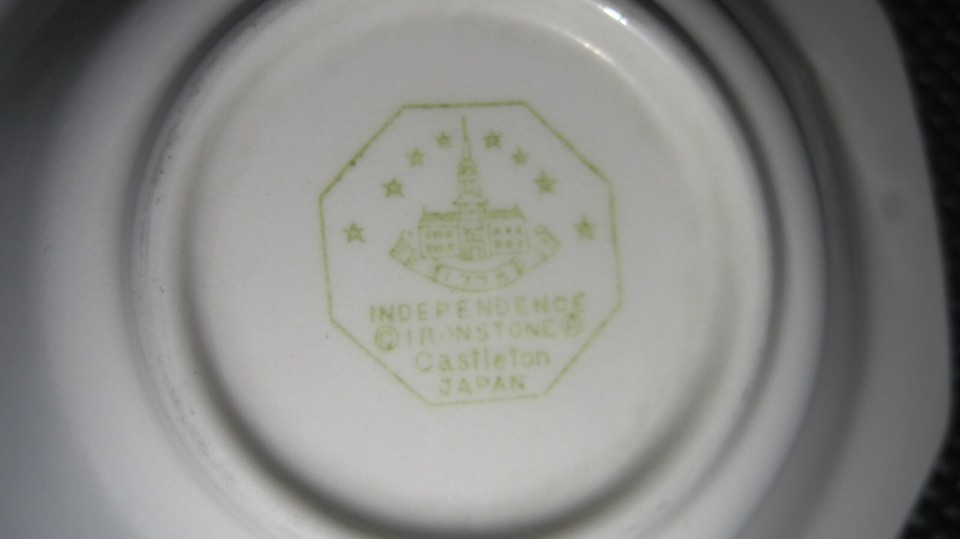 1776
INDEPENDENCE
© IRONSTONE ®
Castleton
JAPAN